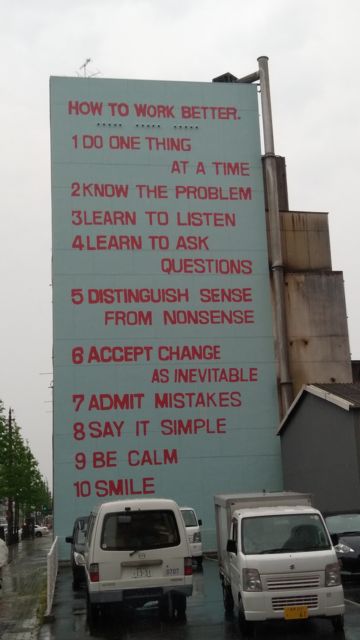 HOW TO WORK BETTER.
1 DO ONE THING
AT A TIME
2 KNOW THE PROBLEM
3 LEARN TO LISTEN
4 LEARN TO ASK
QUESTIONS
5 DISTINGUISH SENSE
FROM NONSENSE
6 ACCEPT CHANGE
AS INEVITABLE
7 ADMIT MISTAKES
8 SAY IT SIMPLE
9 BE CALM
10 SMILE